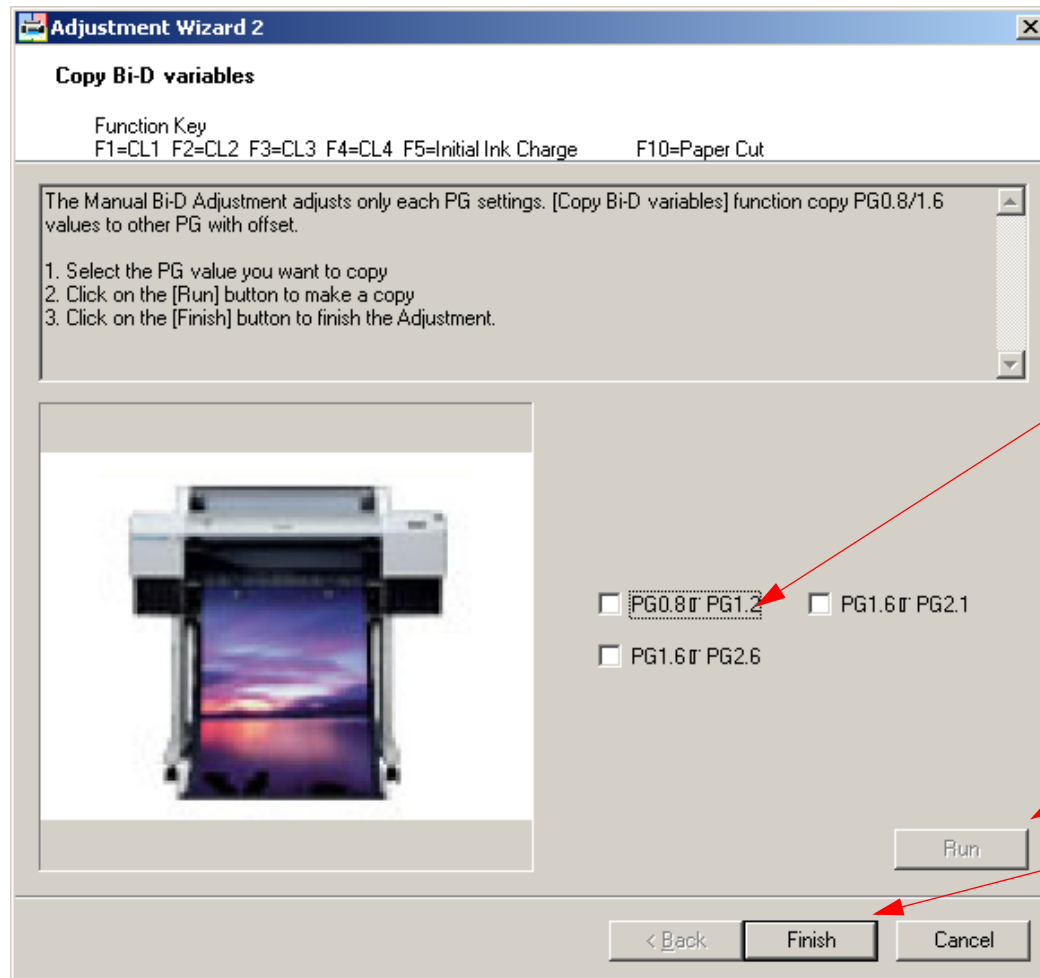 Adjustment Wizard 2
Copy Bi-D variables
Function Key
F1=CL1 F2=CL2 F3=CL3 F4=CL4 F5=Initial Ink Charge F10=Paper Cut
The Manual Bi-D Adjustment adjusts only each PG settings. [Copy Bi-D variables] function copy PG0.8/1.6
values to other PG with offset.
1. Select the PG value you want to copy
2. Click on the [Run] button to make a copy
3. Click on the [Finish] button to finish the Adjustment.
PG0.8 PG1.2 PG1.6 PG2.1
PG1.6 PG2.6
Run
< Back Finish Cancel